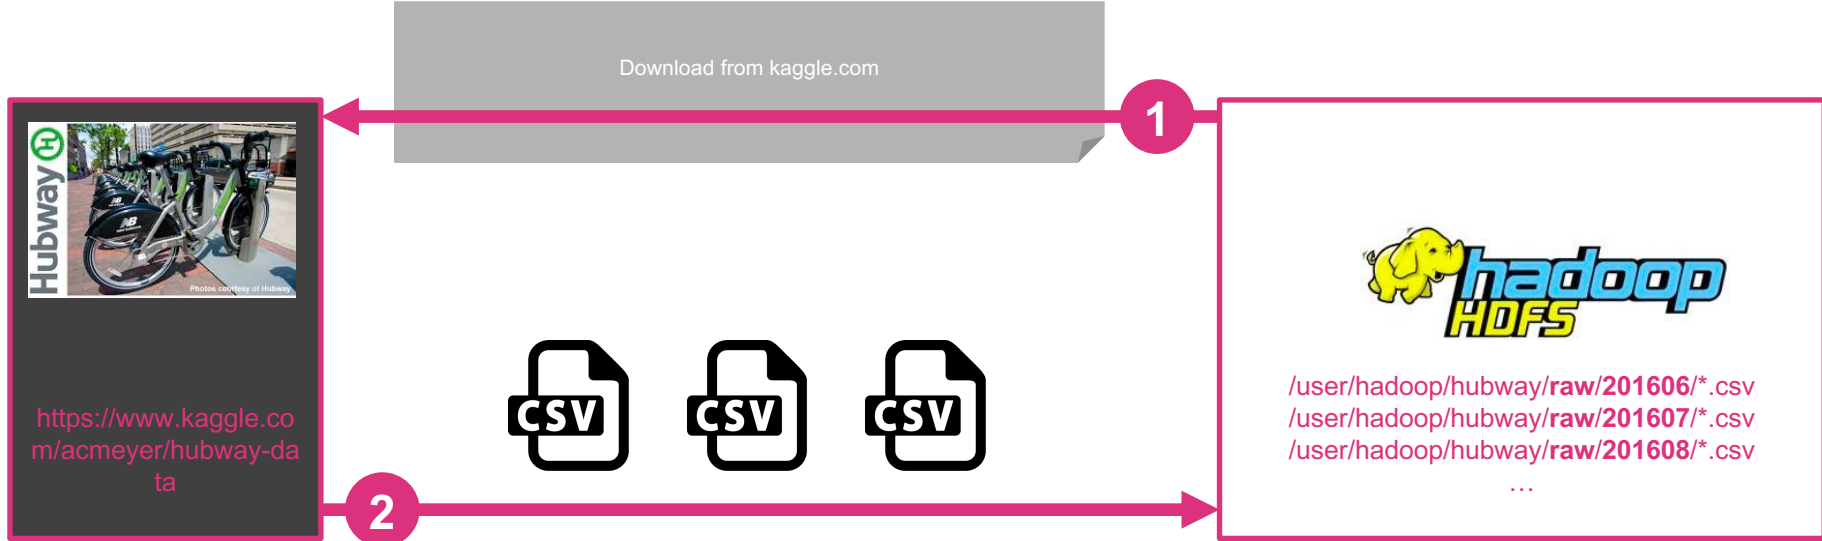 Download from kaggle.com
1
Hubway
NB
Photos courtesy of Hubway
https://www.kaggle.co
m/acmeyer/hubway-da
ta
CSV CSV CSV
hadoop
HDFS
/user/hadoop/hubway/raw/201606/*.csv
/user/hadoop/hubway/raw/201607/*.csv
/user/hadoop/hubway/raw/201608/*.csv
…
2